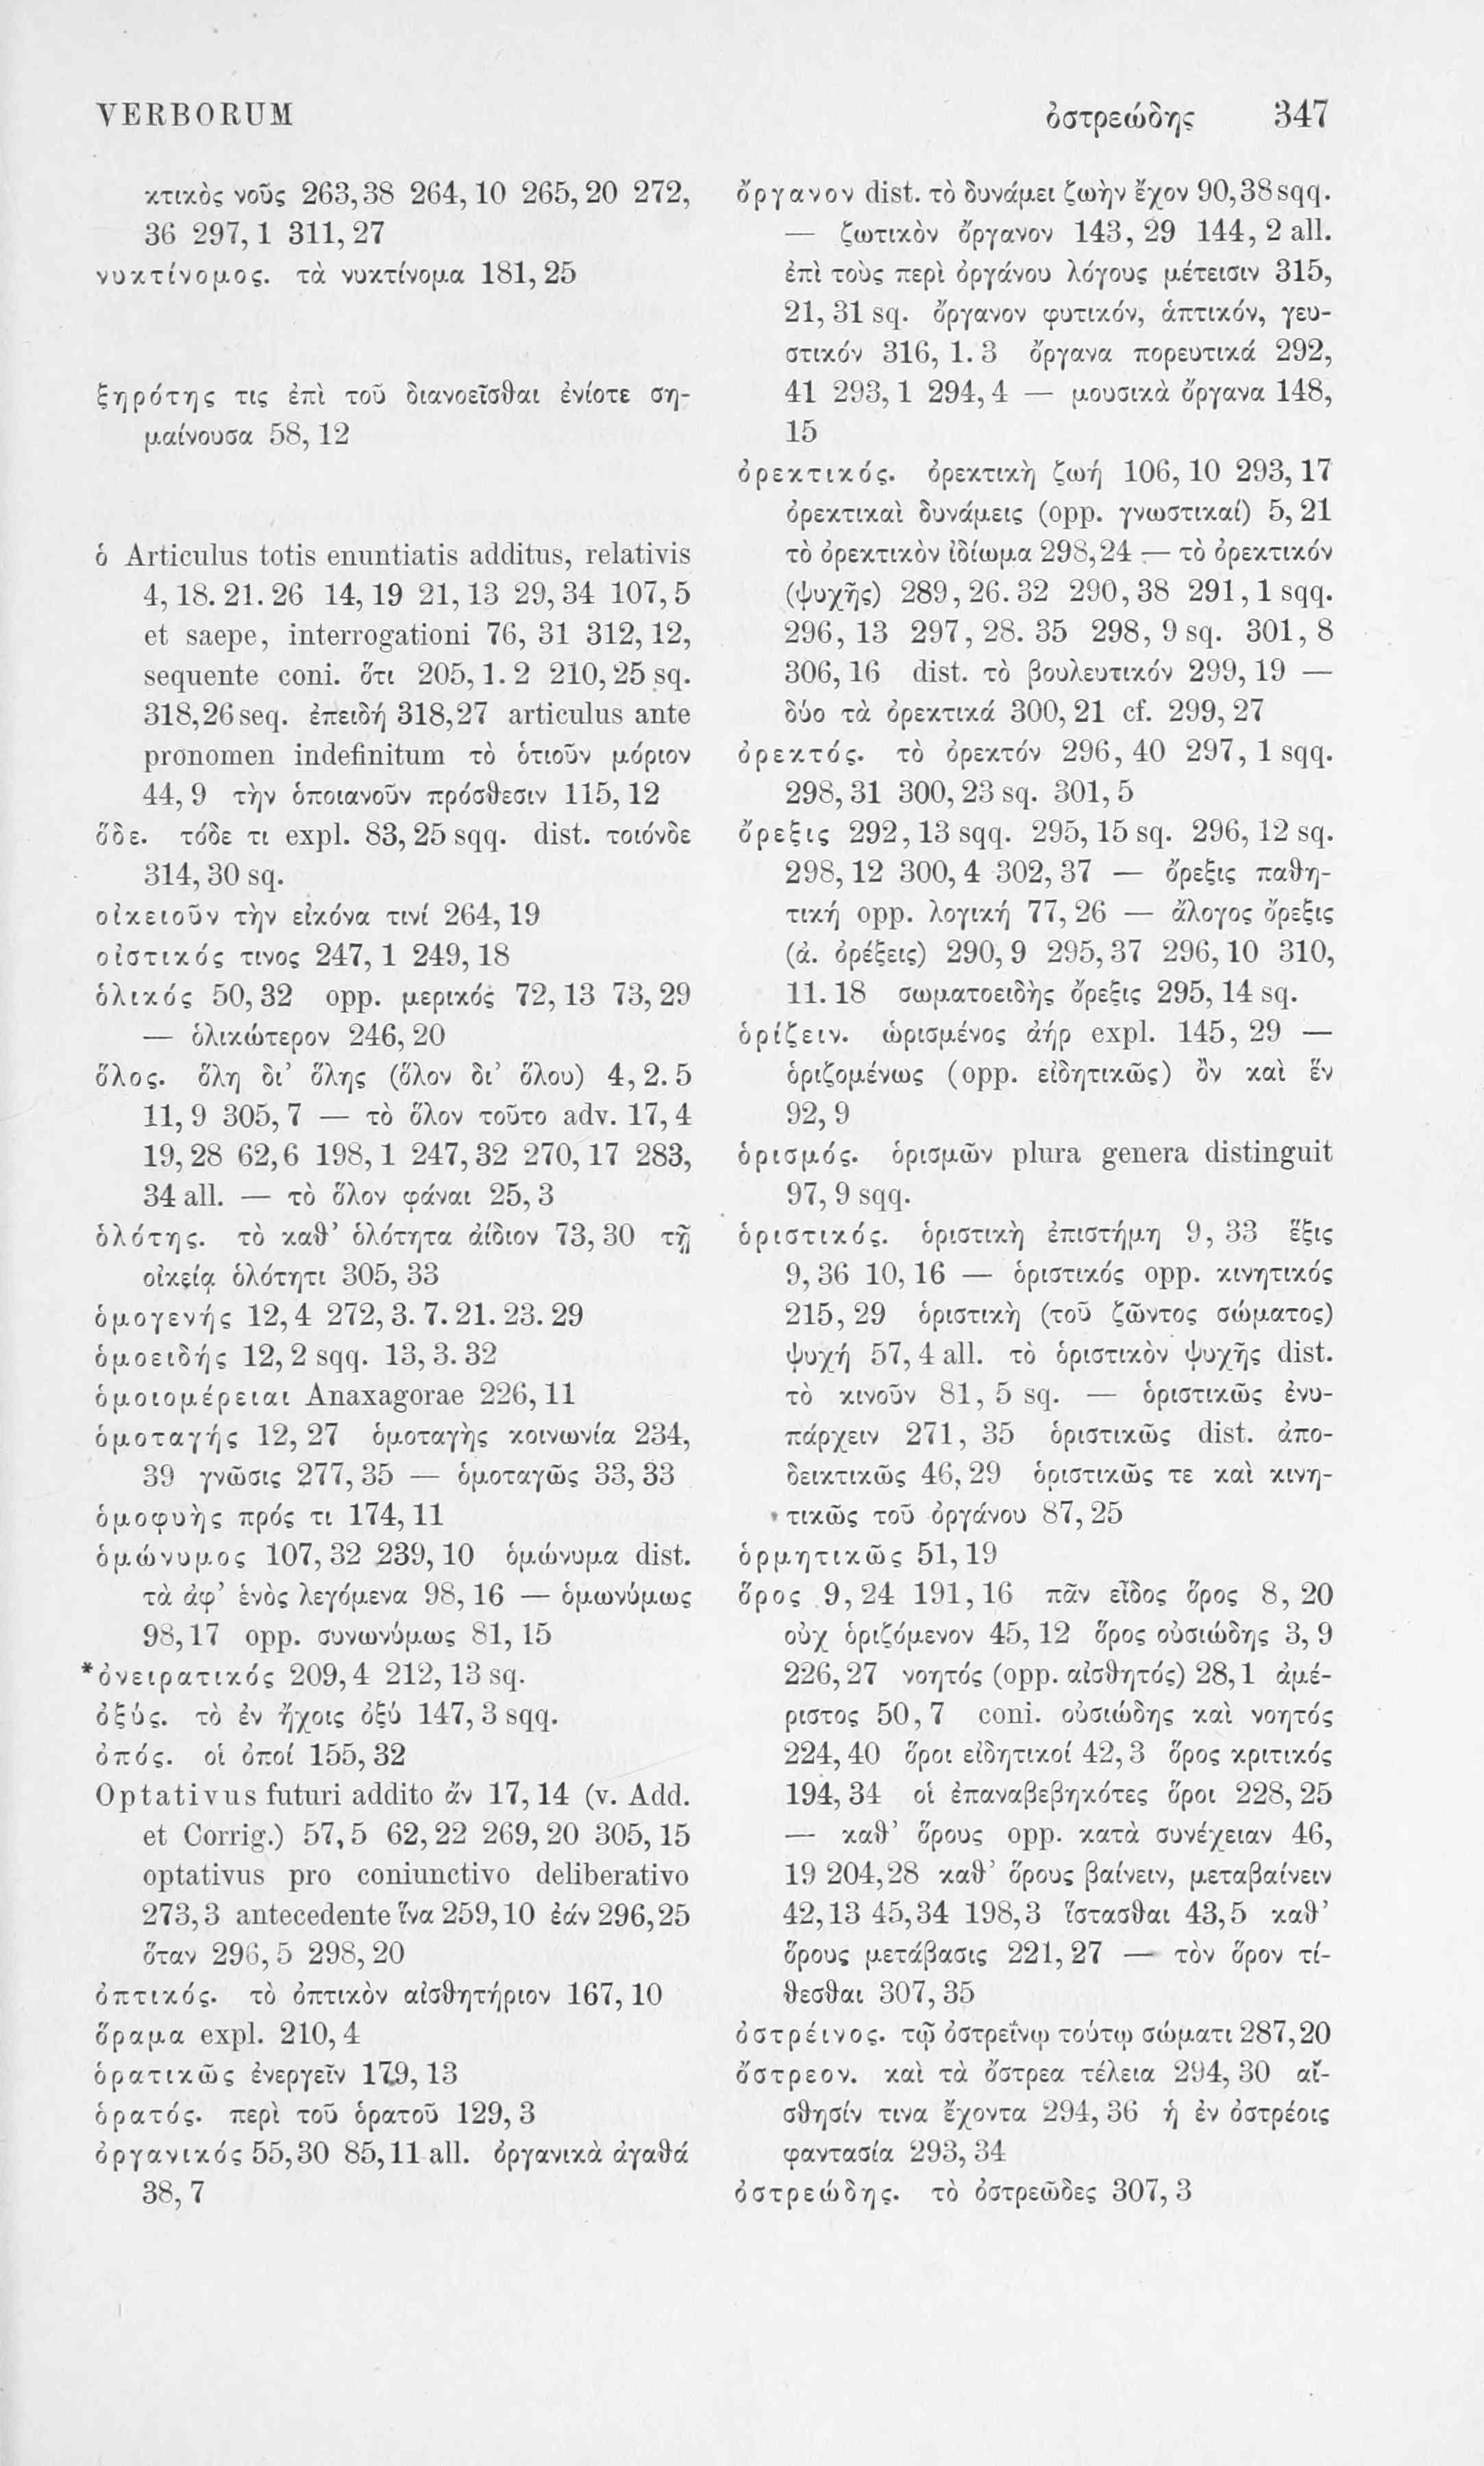 VERBORUM
ὀστρεώδης 347
κτικὸς νοῦς 263,38 264,10 265,20 272,
36 297,1 311,27
νυκτίνομος. τὰ νυκτίνομα 181,25
ξηρότης τις ἐπὶ τοῦ διανοεῖσθαι ἐνίοτε ση-
μαίνουσα 58,12
ὁ Articulus totis enuntiatis additus, relativis
4,18.21.26 14,19 21,13 29,34 107,5
et saepe, interrogationi 76,31 312,12,
sequente coni. ὅτι 205,1.2 210,25 sq.
318,26 seq. ἐπειδή 318,27 articulus ante
pronomen indefinitum τὸ ὁτιοῦν μόριον
44,9 τὴν ὁποιανοῦν πρόσθεσιν 115,12
ὅδε. τόδε τι expl. 83,25 sqq. dist. τοιόνδε
314,30 sq.
οἰκειοῦν τὴν εἰκόνα τινί 264,19
οἰστικός τινος 247,1 249,18
ὁλικός 50,32 opp. μερικός 72,13 73,29
— ὁλικώτερον 246,20
ὅλος. ὅλη δι’ ὅλης (ὅλον δι’ ὅλου) 4,2.5
11,9 305,7 — τὸ ὅλον τοῦτο adv. 17,4
19,28 62,6 198,1 247,32 270,17 283,
34 all. — τὸ ὅλον φάναι 25,3
ὁλότης. τὸ καθ’ ὁλότητα ἀίδιον 73,30 τῇ
οἰκείᾳ ὁλότητι 305,33
ὁμογενής 12,4 272,3.7.21.23.29
ὁμοειδής 12,2 sqq. 13,3.32
ὁμοιομέρειαι Anaxagorae 226,11
ὁμοταγής 12,27 ὁμοταγὴς κοινωνία 234,
39 γνῶσις 277,35 — ὁμοταγῶς 33,33
ὁμοφυὴς πρός τι 174,11
ὁμώνυμος 107,32 239,10 ὁμώνυμα dist.
τὰ ἀφ’ ἑνὸς λεγόμενα 98,16 — ὁμωνύμως
98,17 opp. συνωνύμως 81,15
*ὀνειρατικός 209,4 212,13 sq.
ὀξύς. τὸ ἐν ἤχοις ὀξύ 147,3 sqq.
ὀπός. οἱ ὀποί 155,32
Optativus futuri addito ἄν 17,14 (v. Add.
et Corrig.) 57,5 62,22 269,20 305,15
optativus pro coniunctivo deliberativo
273,3 antecedente ἵνα 259,10 ἐάν 296,25
ὅταν 296,5 298,20
ὀπτικός. τὸ ὀπτικὸν αἰσθητήριον 167,10
ὅραμα expl. 210,4
ὁρατικῶς ἐνεργεῖν 179,13
ὁρατός. περὶ τοῦ ὁρατοῦ 129,3
ὀργανικός 55,30 85,11 all. ὀργανικὰ ἀγαθά
38,7
ὄργανον dist. τὸ δυνάμει ζωὴν ἔχον 90,38 sqq.
— ζωτικὸν ὄργανον 143,29 144,2 all.
ἐπὶ τοὺς περὶ ὀργάνου λόγους μέτεισιν 315,
21,31 sq. ὄργανον φυτικόν, ἁπτικόν, γευ-
στικόν 316,1.3 ὄργανα πορευτικά 292,
41 293,1 294,4 — μουσικὰ ὄργανα 148,
15
ὀρεκτικός. ὀρεκτικὴ ζωή 106,10 293,17
ὀρεκτικαὶ δυνάμεις (opp. γνωστικαί) 5,21
τὸ ὀρεκτικὸν ἰδίωμα 298,24 — τὸ ὀρεκτικόν
(ψυχῆς) 289,26.32 290,38 291,1 sqq.
296,13 297,28.35 298,9 sq. 301,8
306,16 dist. τὸ βουλευτικόν 299,19 —
δύο τὰ ὀρεκτικά 300,21 cf. 299,27
ὀρεκτός. τὸ ὀρεκτόν 296,40 297,1 sqq.
298,31 300,23 sq. 301,5
ὄρεξις 292,13 sqq. 295,15 sq. 296,12 sq.
298,12 300,4 302,37 — ὄρεξις παθη-
τική opp. λογική 77,26 — ἄλογος ὄρεξις
(ἀ. ὀρέξεις) 290,9 295,37 296,10 310,
11.18 σωματοειδὴς ὄρεξις 295,14 sq.
ὁρίζειν. ὡρισμένος ἀήρ expl. 145,29 —
ὁριζομένως (opp. εἰδητικῶς) ὂν καὶ ἕν
92,9
ὁρισμός. ὁρισμῶν plura genera distinguit
97,9 sqq.
ὁριστικός. ὁριστικὴ ἐπιστήμη 9,33 ἕξις
9,36 10,16 — ὁριστικός opp. κινητικός
215,29 ὁριστικὴ (τοῦ ζῶντος σώματος)
ψυχή 57,4 all. τὸ ὁριστικὸν ψυχῆς dist.
τὸ κινοῦν 81,5 sq. — ὁριστικῶς ἐνυ-
πάρχειν 271,35 ὁριστικῶς dist. ἀπο-
δεικτικῶς 46,29 ὁριστικῶς τε καὶ κινη-
τικῶς τοῦ ὀργάνου 87,25
ὁρμητικῶς 51,19
ὅρος 9,24 191,16 πᾶν εἶδος ὅρος 8,20
οὐχ ὁριζόμενον 45,12 ὅρος οὐσιώδης 3,9
226,27 νοητός (opp. αἰσθητός) 28,1 ἀμέ-
ριστος 50,7 coni. οὐσιώδης καὶ νοητός
224,40 ὅροι εἰδητικοί 42,3 ὅρος κριτικός
194,34 οἱ ἐπαναβεβηκότες ὅροι 228,25
— καθ’ ὅρους opp. κατὰ συνέχειαν 46,
19 204,28 καθ’ ὅρους βαίνειν, μεταβαίνειν
42,13 45,34 198,3 ἵστασθαι 43,5 καθ’
ὅρους μετάβασις 221,27 — τὸν ὅρον τί-
θεσθαι 307,35
ὀστρέινος. τῷ ὀστρεΐνῳ τούτῳ σώματι 287,20
ὄστρεον. καὶ τὰ ὄστρεα τέλεια 294,30 αἴ-
σθησίν τινα ἔχοντα 294,36 ἡ ἐν ὀστρέοις
φαντασία 293,34
ὀστρεώδης. τὸ ὀστρεῶδες 307,3